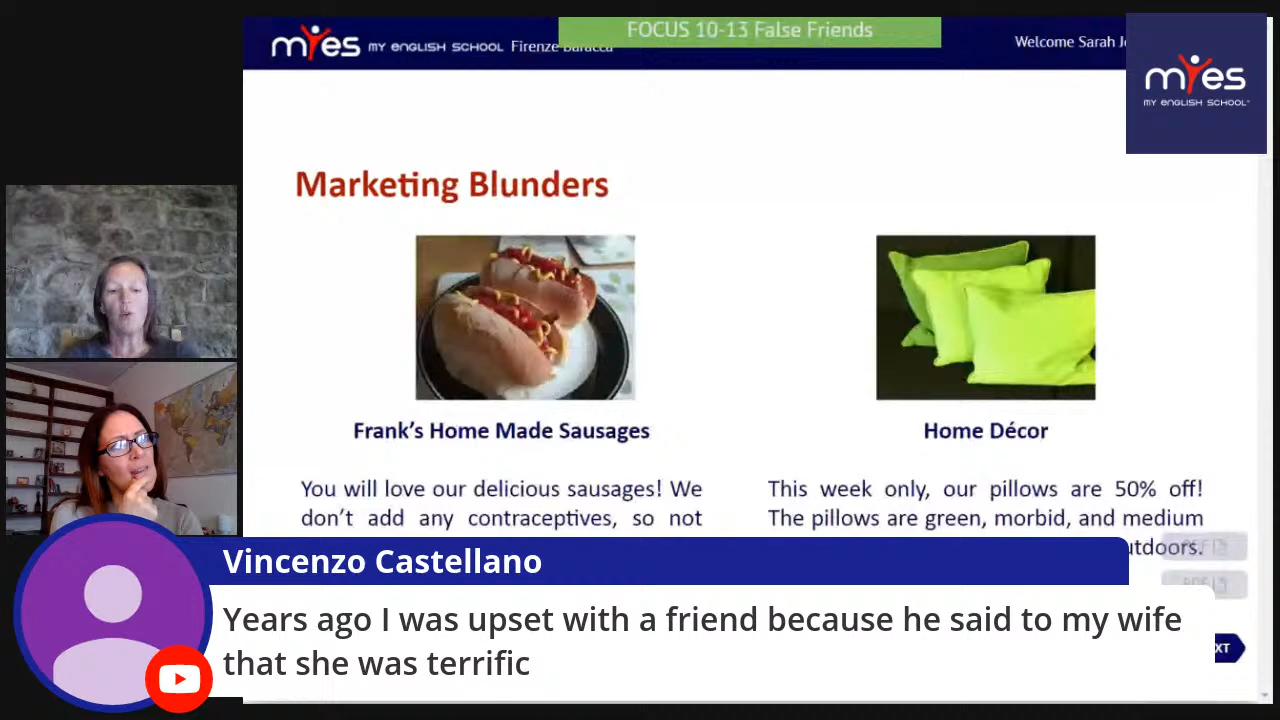 FOCUS 10-13 False Friends
myes MY ENGLISH SCHOOL Firenze Baracca
Welcome Sarah
myes
MY ENGLISH SCHOOL
Marketing Blunders
Frank's Home Made Sausages
Home Décor
You will love our delicious sausages! We
don't add any contraceptives, so not
This week only, our pillows are 50% off!
The pillows are green, morbid, and medium
utdoors.
Vincenzo Castellano
Years ago I was upset with a friend because he said to my wife
that she was terrific
XT